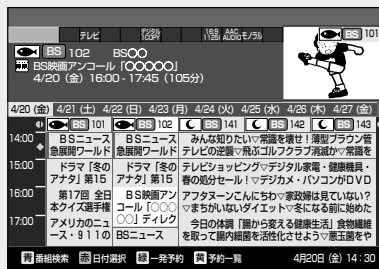 テレビ デジタル 1COPY 16:9 1125 AAC AUDIO モノラル
BS 101
BS 102 BS○○
BS映画アンコール「○○○○○」
4/20 (金) 16:00 - 17:45 (105分)
4/20 (金) 4/21 (土) 4/22 (日) 4/23 (月) 4/24 (火) 4/25 (水) 4/26 (木) 4/27 (金)
BS 101 BS 102 BS 141 BS 142 BS 143
14:00
BSニュース
急展開ワールド
BSニュース
急展開ワールド
みんな知りたい▽常識を壊せ!薄型ブラウン管
テレビの逆襲▽飛ぶゴルフクラブ消滅か▽常識を
15:00
ドラマ「冬の
アナタ」第15
ドラマ「冬の
アナタ」第15
テレビショッピング▽デジタル家電・健康機具・
春の処分セール!▽デジカメ・パソコンがDVD
16:00
第17回 全日
本クイズ選手権
BS映画アン
コール「○○○
○○」ディレク
アフタヌーンこんにちわ▽家政婦は見ていない?
▽まちがいないダイエット▽冬になる前に始めた
17:00
アメリカのニュ
ース・911の
BSニュース
今日の体調「腸から変える健康生活」食物繊維
を取って腸内細菌を活性化させよう▽悪玉菌をや
青 番組検索 赤 日付選択 緑 一発予約 黄 予約一覧 4月20日 (金) 14:30